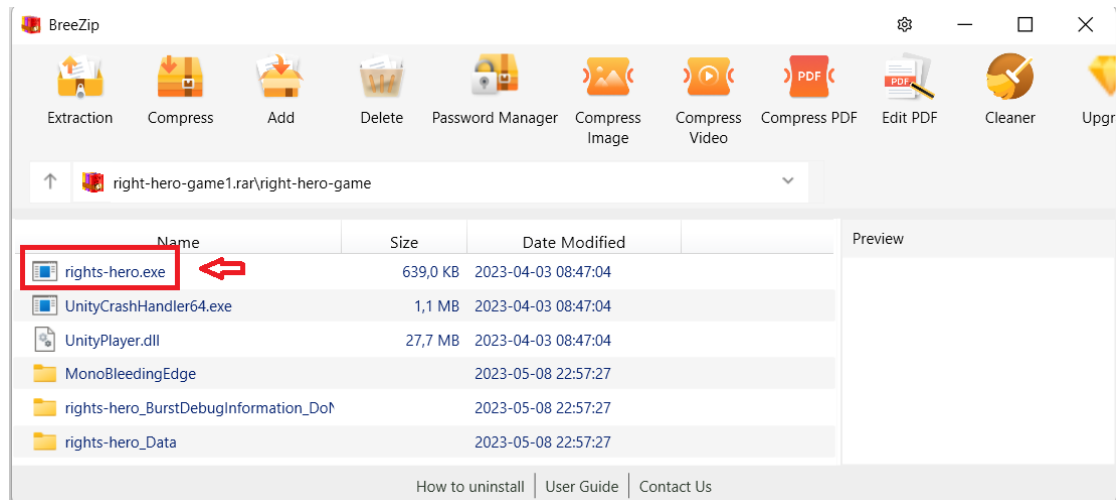 BreeZip
Extraction Compress Add Delete Password Manager Compress Image Compress Video Compress PDF Edit PDF Cleaner Upgr
PDF
PDF
right-hero-game1.rar\right-hero-game
Name Size Date Modified Preview
rights-hero.exe 639,0 KB 2023-04-03 08:47:04
UnityCrashHandler64.exe 1,1 MB 2023-04-03 08:47:04
UnityPlayer.dll 27,7 MB 2023-04-03 08:47:04
MonoBleedingEdge 2023-05-08 22:57:27
rights-hero_BurstDebugInformation_DoN 2023-05-08 22:57:27
rights-hero_Data 2023-05-08 22:57:27
How to uninstall User Guide Contact Us